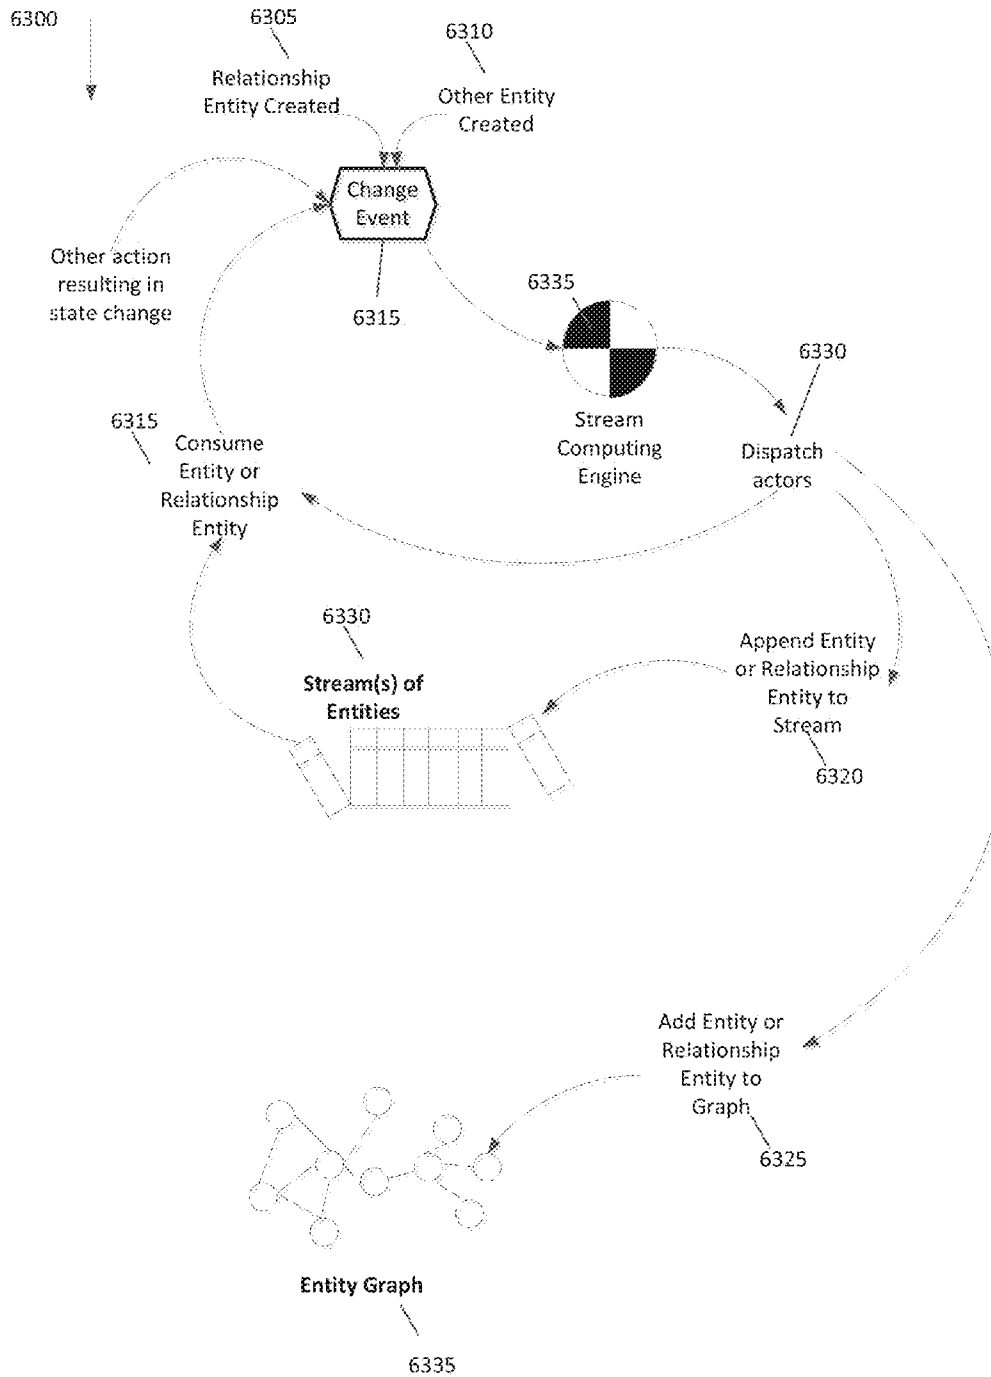 6300
6305
6310
Relationship
Entity Created
Other Entity
Created
Change
Event
Other action
resulting in
state change
6315
6335
6330
Stream
Computing
Engine
Dispatch
actors
6315
Consume
Entity or
Relationship
Entity
6330
Stream(s) of
Entities
Append Entity
or Relationship
Entity to
Stream
6320
Add Entity or
Relationship
Entity to
Graph
6325
Entity Graph
6335